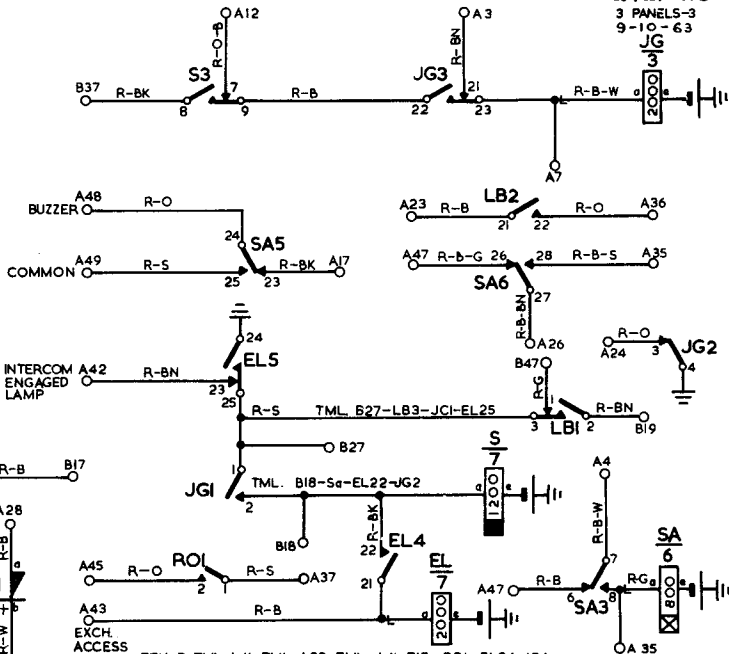 A12
A3
3 PANELS-3
9-10-63
JG
3
R-O-B
R-BN
S3
JG3
B37
R-BK
7
R-B
21
R-B-W
a
e
200
8
9
22
23
A7
A48
R-O
BUZZER
A23
R-B
LB2
R-O
A36
21
22
24
SA5
A49
R-S
R-BK
A17
COMMON
25
23
A47
R-B-G
26
28
R-B-S
A35
SA6
27
R-B-BN
A26
24
EL5
A24
R-O
3
JG2
4
INTERCOM
ENGAGED
LAMP
A42
R-BN
23
25
B47
R-G
1
R-S
TML. B27-LB3-JC1-EL25
3
LB1
2
R-BN
B19
B27
R-B
B17
1
JG1
2
TML. B18-Sa-EL22-JG2
S
7
a
e
1200
A4
R-B-W
A28
R-B
a
b
R-W
B18
R-BK
22
EL4
21
A45
R-O
RO1
2
1
R-S
A37
EL
7
a
e
2000
A43
R-B
EXCH.
ACCESS
A47
R-B
6
7
8
SA3
R-G
SA
6
a
e
800
A35